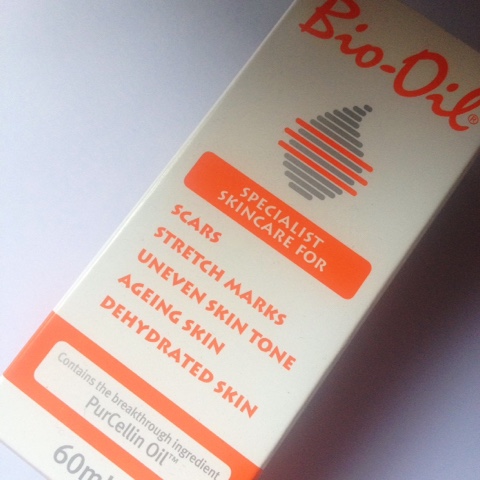 Bio-Oil®
SPECIALIST
SKINCARE FOR
SCARS
STRETCH MARKS
UNEVEN SKIN TONE
AGEING SKIN
DEHYDRATED SKIN
Contains the breakthrough ingredient
PurCellin Oil™
60ml